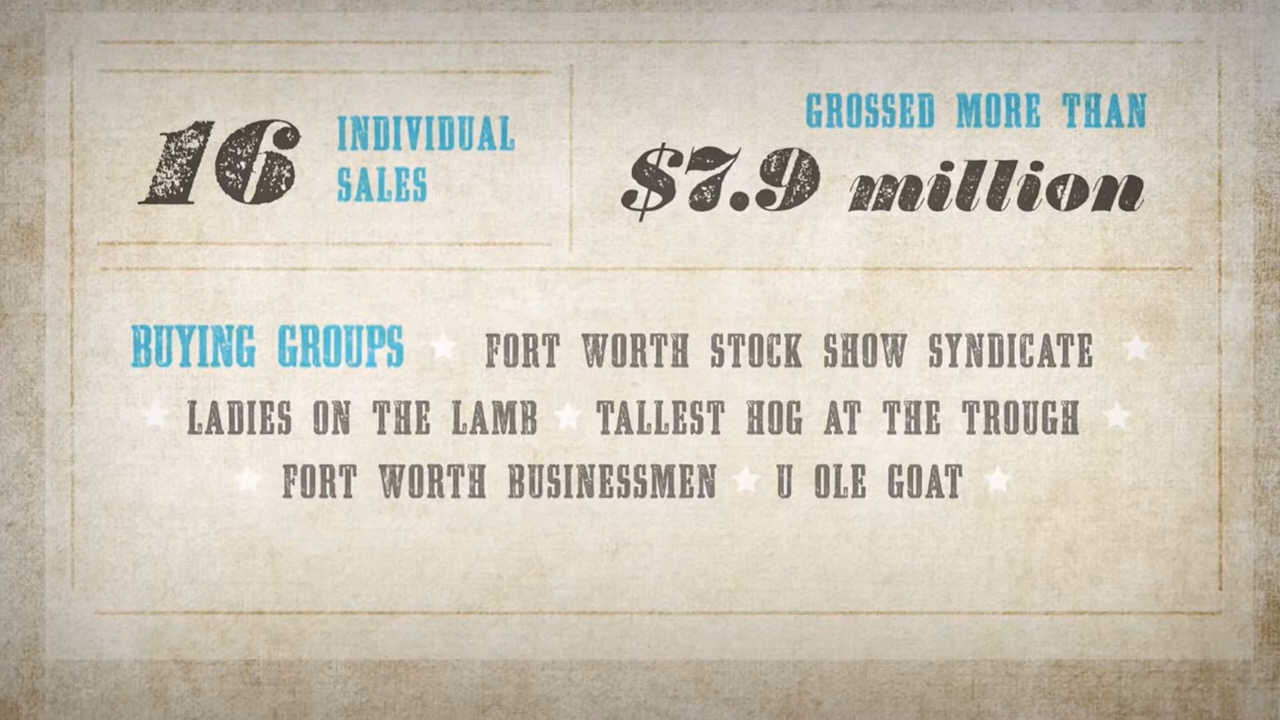 16 INDIVIDUAL SALES
GROSSED MORE THAN
$7.9 million
BUYING GROUPS FORT WORTH STOCK SHOW SYNDICATE
LADIES ON THE LAMB TALLEST HOG AT THE TROUGH
FORT WORTH BUSINESSMEN U OLE GOAT